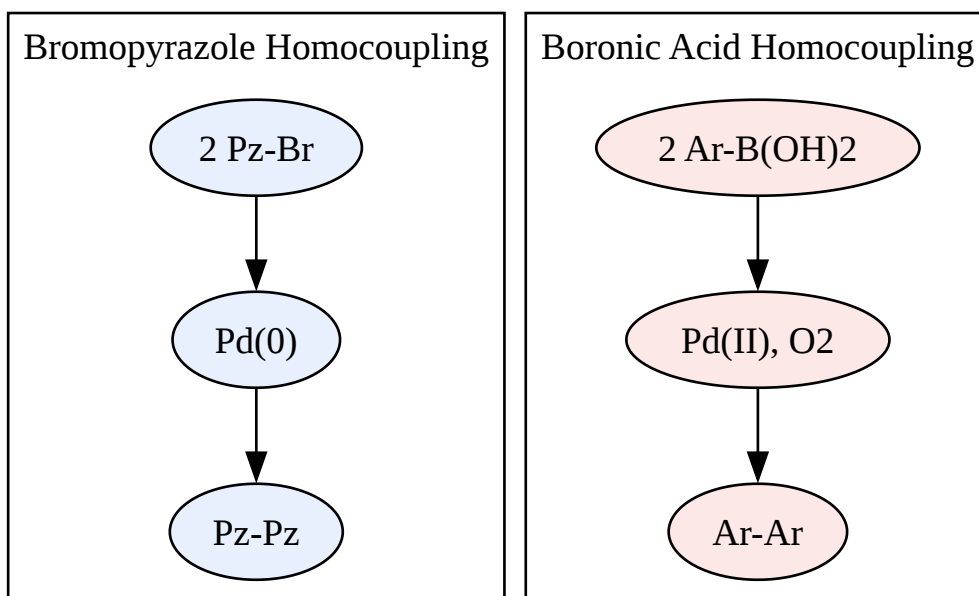 Bromopyrazole Homocoupling
2 Pz-Br
Pd(0)
Pz-Pz
Boronic Acid Homocoupling
2 Ar-B(OH)2
Pd(II), O2
Ar-Ar